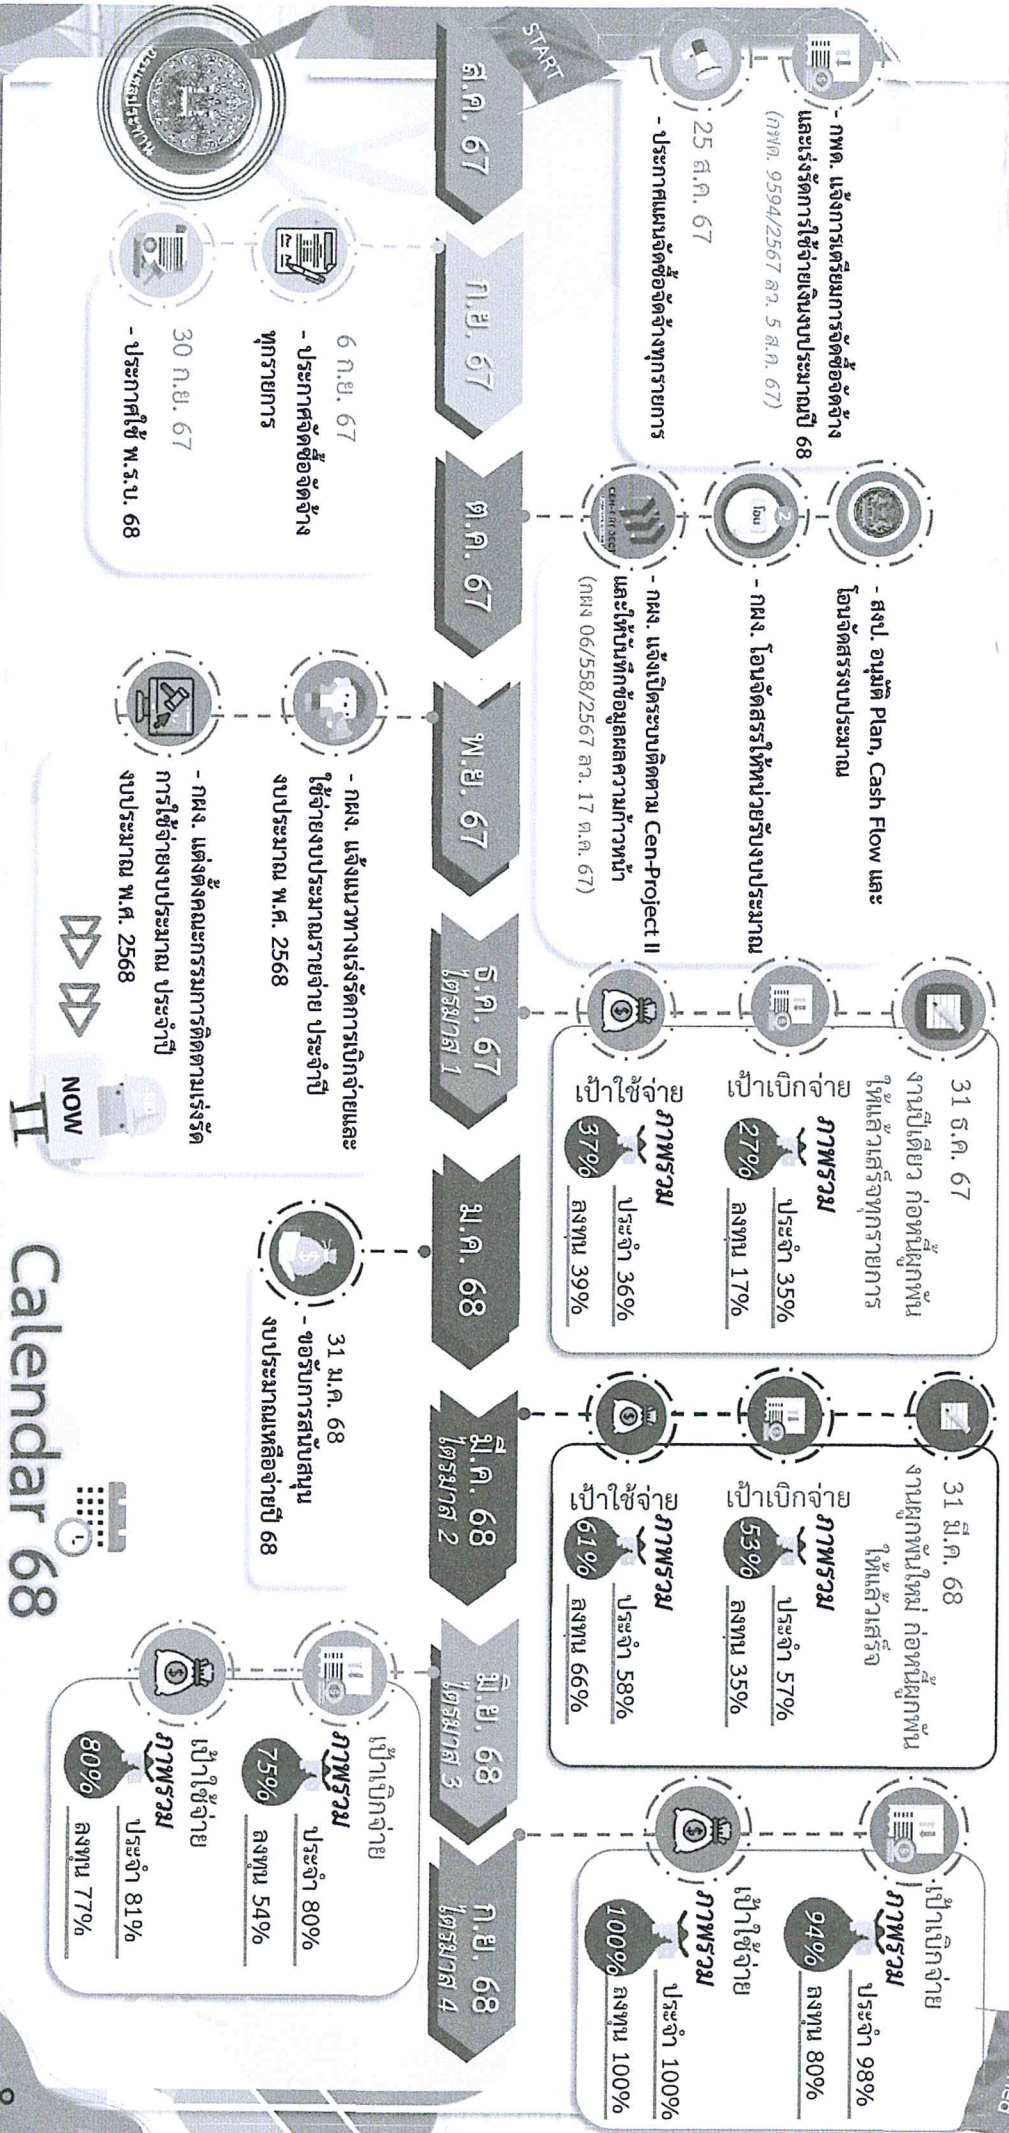 START
ส.ค. 67
- กพด. แจ้งการเตรียมการจัดซื้อจัดจ้าง
และเร่งรัดการใช้จ่ายเงินงบประมาณปี 68
(กพด. 9594/2567 ลว. 5 ส.ค. 67)
25 ส.ค. 67
- ประกาศแผนจัดซื้อจัดจ้างทุกรายการ
ก.ย. 67
6 ก.ย. 67
- ประกาศจัดซื้อจัดจ้าง
ทุกรายการ
30 ก.ย. 67
- ประกาศใช้ พ.ร.บ. 68
ต.ค. 67
- สงป. อนุมัติ Plan, Cash Flow และ
โอนจัดสรรงบประมาณ
2
โอน
- กผง. โอนจัดสรรให้หน่วยรับงบประมาณ
CEN-PROJECT
- กผง. แจ้งเปิดระบบติดตาม Cen-Project II
และให้บันทึกข้อมูลผลความก้าวหน้า
(กผง 06/558/2567 ลว. 17 ต.ค. 67)
พ.ย. 67
- กผง. แจ้งแนวทางเร่งรัดการเบิกจ่ายและ
ใช้จ่ายงบประมาณรายจ่าย ประจำปี
งบประมาณ พ.ศ. 2568
- กผง. แต่งตั้งคณะกรรมการติดตามเร่งรัด
การใช้จ่ายงบประมาณ ประจำปี
งบประมาณ พ.ศ. 2568
NOW
ธ.ค. 67
ไตรมาส 1
31 ธ.ค. 67
งานปีเดียว ก่อหนี้ผูกพัน
ให้แล้วเสร็จทุกรายการ
เป้าเบิกจ่าย
ภาพรวม
27%
ประจำ 35%
ลงทุน 17%
เป้าใช้จ่าย
ภาพรวม
37%
ประจำ 36%
ลงทุน 39%
ม.ค. 68
31 ม.ค. 68
- ขอรับการสนับสนุน
งบประมาณเหลือจ่ายปี 68
มี.ค. 68
ไตรมาส 2
31 มี.ค. 68
งานผูกพันใหม่ ก่อหนี้ผูกพัน
ให้แล้วเสร็จ
เป้าเบิกจ่าย
ภาพรวม
53%
ประจำ 57%
ลงทุน 35%
เป้าใช้จ่าย
ภาพรวม
61%
ประจำ 58%
ลงทุน 66%
มิ.ย. 68
ไตรมาส 3
เป้าเบิกจ่าย
ภาพรวม
75%
ประจำ 80%
ลงทุน 54%
เป้าใช้จ่าย
ภาพรวม
80%
ประจำ 81%
ลงทุน 77%
ก.ย. 68
ไตรมาส 4
เป้าเบิกจ่าย
ภาพรวม
94%
ประจำ 98%
ลงทุน 80%
เป้าใช้จ่าย
ภาพรวม
100%
ประจำ 100%
ลงทุน 100%
Calendar 68